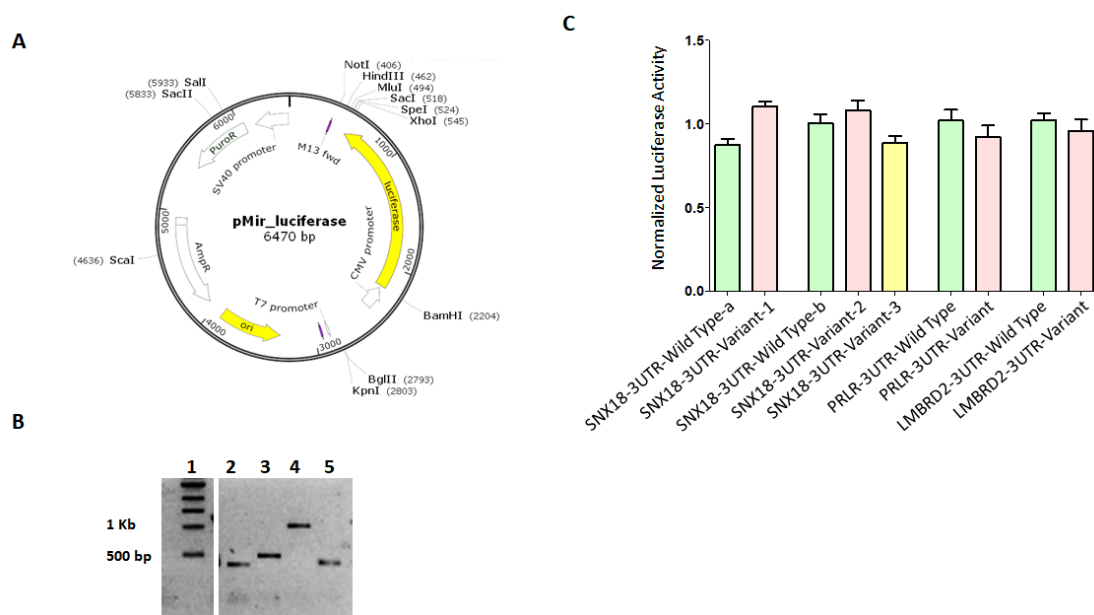 A
NotI (406)
HindIII (462)
MluI (494)
SacI (518)
SpeI (524)
XhoI (545)
(5933) SalI
(5833) SacII
6000
1000
PuroR
SV40 promoter
M13 fwd
luciferase
pMir_luciferase
6470 bp
5000
2000
CMV promoter
(4636) ScaI
AmpR
T7 promoter
ori
4000
3000
BamHI (2204)
BglII (2793)
KpnI (2803)
B
1 2 3 4 5
1 Kb
500 bp
C
Normalized Luciferase Activity
1.5
1.0
0.5
0.0
SNX18-3UTR-Wild Type-a
SNX18-3UTR-Variant-1
SNX18-3UTR-Wild Type-b
SNX18-3UTR-Variant-2
SNX18-3UTR-Variant-3
PRLR-3UTR-Wild Type
PRLR-3UTR-Variant
LMBRD2-3UTR-Wild Type
LMBRD2-3UTR-Variant